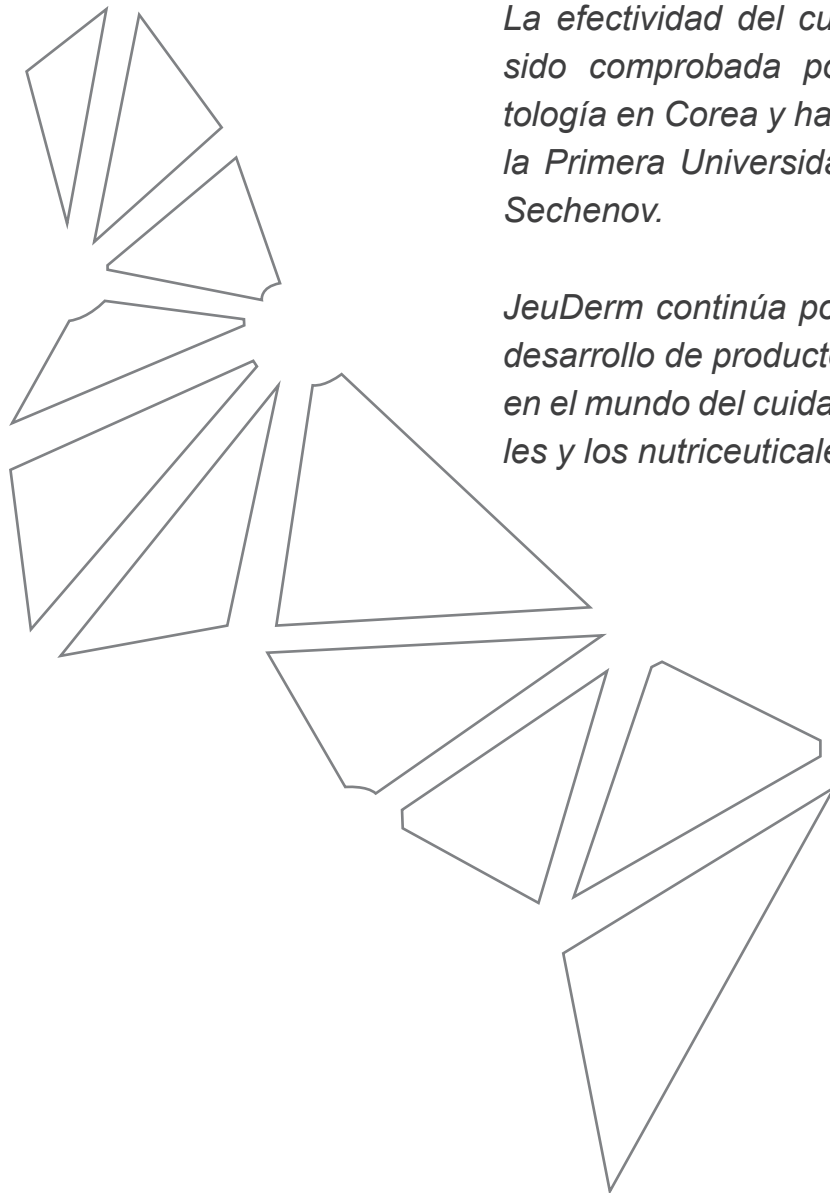 La efectividad del cu
sido comprobada po
tología en Corea y ha
la Primera Universida
Sechenov.
JeuDerm continúa po
desarrollo de product
en el mundo del cuida
les y los nutriceuticale